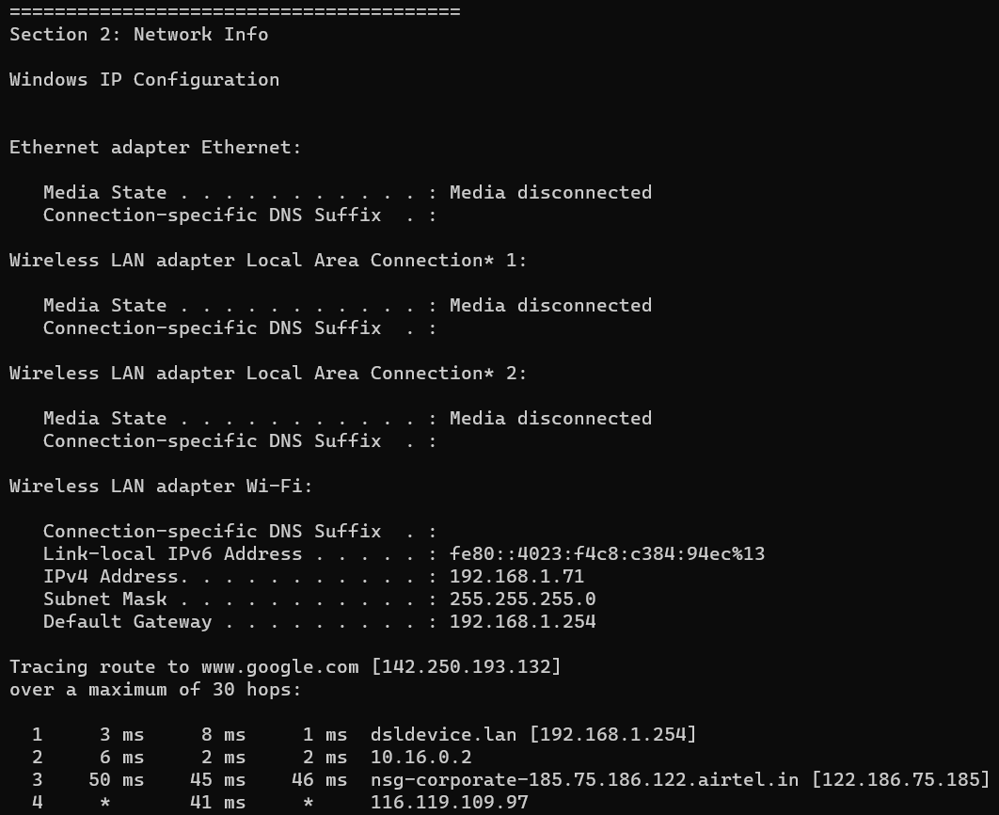 ========================================
Section 2: Network Info
Windows IP Configuration
Ethernet adapter Ethernet:
Media State . . . . . . . . . . . : Media disconnected
Connection-specific DNS Suffix  . :
Wireless LAN adapter Local Area Connection* 1:
Media State . . . . . . . . . . . : Media disconnected
Connection-specific DNS Suffix  . :
Wireless LAN adapter Local Area Connection* 2:
Media State . . . . . . . . . . . : Media disconnected
Connection-specific DNS Suffix  . :
Wireless LAN adapter Wi-Fi:
Connection-specific DNS Suffix  . :
Link-local IPv6 Address . . . . . : fe80::4023:f4c8:c384:94ec%13
IPv4 Address. . . . . . . . . . . : 192.168.1.71
Subnet Mask . . . . . . . . . . . : 255.255.255.0
Default Gateway . . . . . . . . . : 192.168.1.254
Tracing route to www.google.com [142.250.193.132]
over a maximum of 30 hops:
1     3 ms     8 ms     1 ms  dsldevice.lan [192.168.1.254]
2     6 ms     2 ms     2 ms  10.16.0.2
3    50 ms    45 ms    46 ms  nsg-corporate-185.75.186.122.airtel.in [122.186.75.185]
4     *       41 ms     *     116.119.109.97